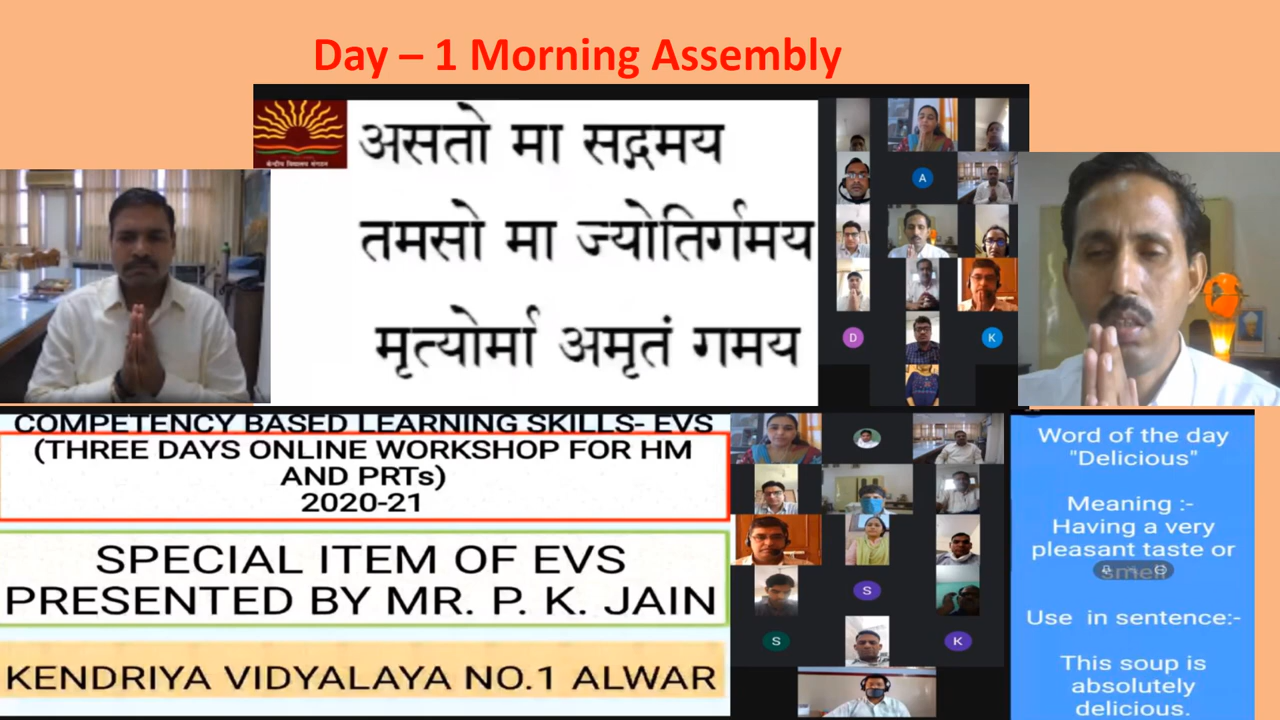 Day – 1 Morning Assembly
केन्द्रीय विद्यालय संगठन
असतो मा सद्गमय
तमसो मा ज्योतिर्गमय
मृत्योर्मा अमृतं गमय
A
D
K
COMPETENCY BASED LEARNING SKILLS- EVS
(THREE DAYS ONLINE WORKSHOP FOR HM
AND PRTs)
2020-21
SPECIAL ITEM OF EVS
PRESENTED BY MR. P. K. JAIN
KENDRIYA VIDYALAYA NO.1 ALWAR
S
S
K
Word of the day
"Delicious"
Meaning :-
Having a very
pleasant taste or
smell
Use in sentence:-
This soup is
absolutely
delicious.